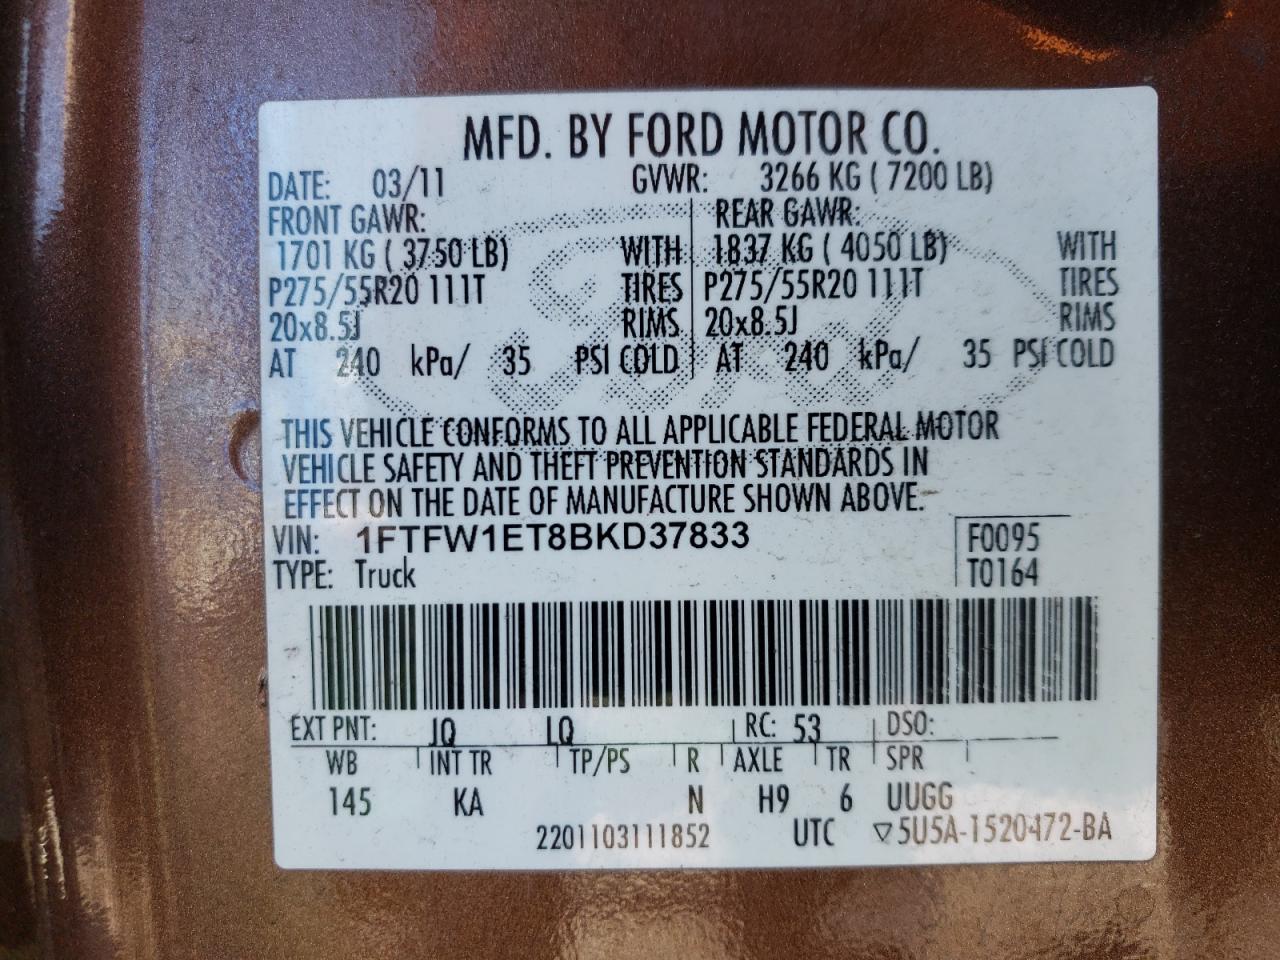 MFD. BY FORD MOTOR CO.
DATE: 03/11 GVWR: 3266 KG ( 7200 LB)
FRONT GAWR: REAR GAWR:
1701 KG ( 3750 LB) WITH 1837 KG ( 4050 LB) WITH
P275/55R20 111T TIRES P275/55R20 111T TIRES
20x8.5J RIMS 20x8.5J RIMS
AT 240 kPa/ 35 PSI COLD AT 240 kPa/ 35 PSI COLD
THIS VEHICLE CONFORMS TO ALL APPLICABLE FEDERAL MOTOR
VEHICLE SAFETY AND THEFT PREVENTION STANDARDS IN
EFFECT ON THE DATE OF MANUFACTURE SHOWN ABOVE.
VIN: 1FTFW1ET8BKD37833 F0095
TYPE: Truck T0164
EXT PNT: JQ LQ RC: 53 DSO:
WB INT TR TP/PS R AXLE TR SPR
145 KA N H9 6 UUGG
2201103111852 UTC ▽5U5A-1520472-BA